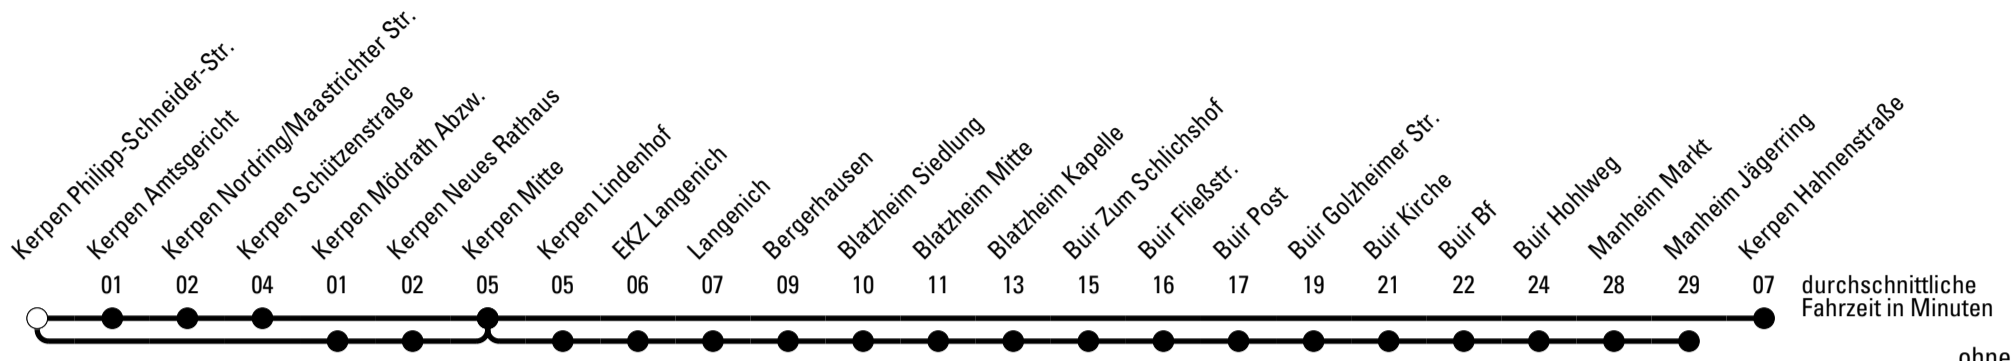 Kerpen Philipp-Schneider-Str.
Kerpen Amtsgericht
Kerpen Nordring/Maastrichter Str.
Kerpen Schützenstraße
Kerpen Mödrath Abzw.
Kerpen Neues Rathaus
Kerpen Mitte
Kerpen Lindenhof
EKZ Langenich
Langenich
Bergerhausen
Blatzheim Siedlung
Blatzheim Mitte
Blatzheim Kapelle
Buir Zum Schlichshof
Buir Fließstr.
Buir Post
Buir Golzheimer Str.
Buir Kirche
Buir Bf
Buir Hohlweg
Manheim Markt
Manheim Jägerring
Kerpen Hahnenstraße
01 02 04 01 02 05 05 06 07 09 10 11 13 15 16 17 19 21 22 24 28 29 07 durchschnittliche
Fahrzeit in Minuten
ohne